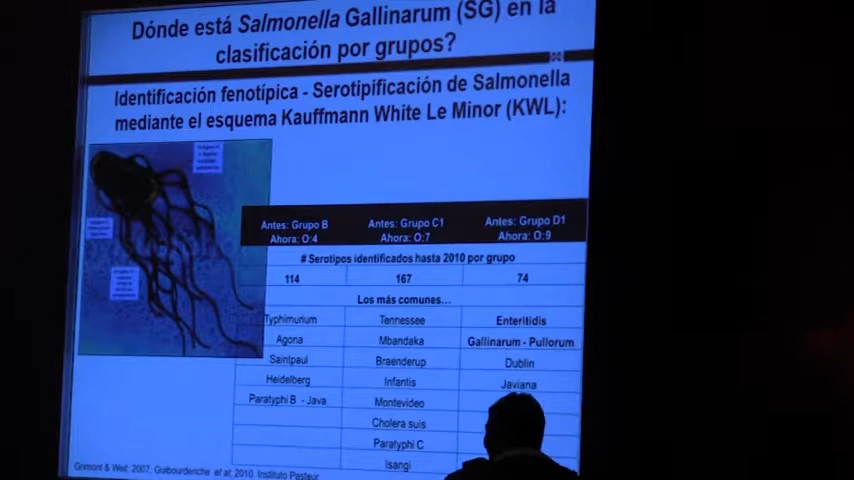 Dónde está Salmonella Gallinarum (SG) en la
clasificación por grupos?
Identificación fenotípica - Serotipificación de Salmonella
mediante el esquema Kauffmann White Le Minor (KWL):
Antes: Grupo B Antes: Grupo C1 Antes: Grupo D1
Ahora: O:4 Ahora: O:7 Ahora: O:9
# Serotipos identificados hasta 2010 por grupo
114 167 74
Los más comunes...
Typhimurium Tennessee Enteritidis
Agona Mbandaka Gallinarum - Pullorum
Saintpaul Braenderup Dublin
Heidelberg Infantis Javiana
Paratyphi B - Java Montevideo
Cholera suis
Paratyphi C
Isangi
Grimont & Weil; 2007; Guibourdenche et al; 2010. Instituto Pasteur